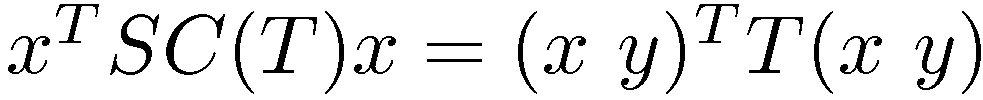 x^T SC(T)x = (x y)^T T(x y)